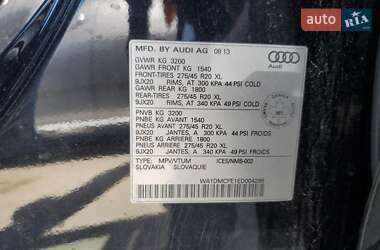 auto RIA.com
MFD. BY AUDI AG 08 13
GVWR KG 3200
GAWR FRONT KG 1540
FRONT-TIRES 275/45 R20 XL
9JX20 RIMS, AT 300 KPA 44 PSI COLD
GAWR REAR KG 1800
REAR-TIRES 275/45 R20 XL
9JX20 RIMS, AT 340 KPA 49 PSI COLD
Audi
PNVB KG 3200
PNBE KG AVANT 1540
PNEUS AVANT 275/45 R20 XL
9JX20 JANTES, A 300 KPA 44 PSI FROIDS
PNBE KG ARRIERE 1800
PNEUS ARRIERE 275/45 R20 XL
9JX20 JANTES, A 340 KPA 49 PSI FROIDS
TYPE: MPV/VTUM ICES/NMB-002
SLOVAKIA SLOVAQUIE